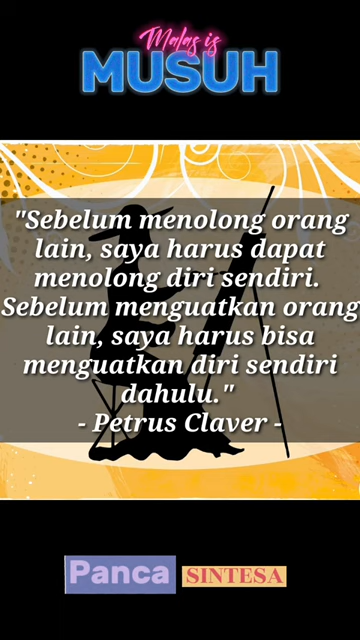 Malas is
MUSUH
"Sebelum menolong orang
lain, saya harus dapat
menolong diri sendiri.
Sebelum menguatkan orang
lain, saya harus bisa
menguatkan diri sendiri
dahulu."
- Petrus Claver -
Panca SINTESA